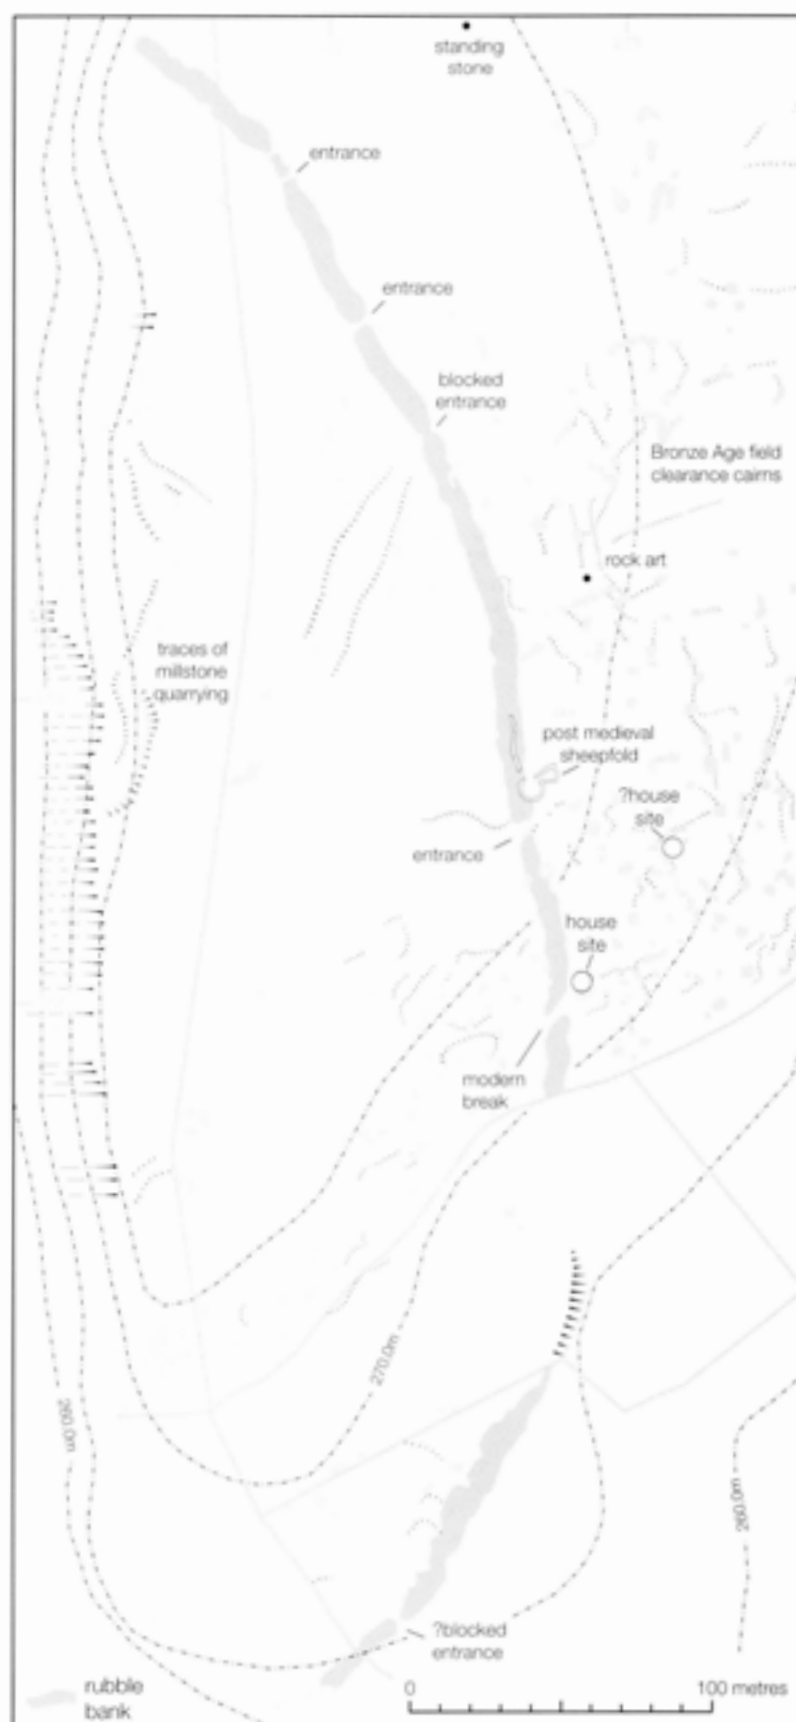 standing
stone
entrance
entrance
blocked
entrance
Bronze Age field
clearance cairns
rock art
traces of
millstone
quarrying
post medieval
sheepfold
?house
site
entrance
house
site
modern
break
270.0m
260.0m
260.0m
?blocked
entrance
rubble
bank
0
100 metres